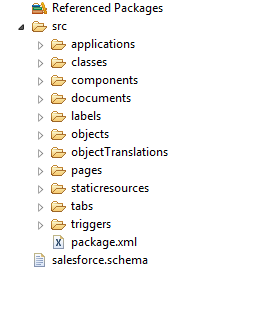 Referenced Packages
src
applications
classes
components
documents
labels
objects
objectTranslations
pages
staticresources
tabs
triggers
package.xml
salesforce.schema